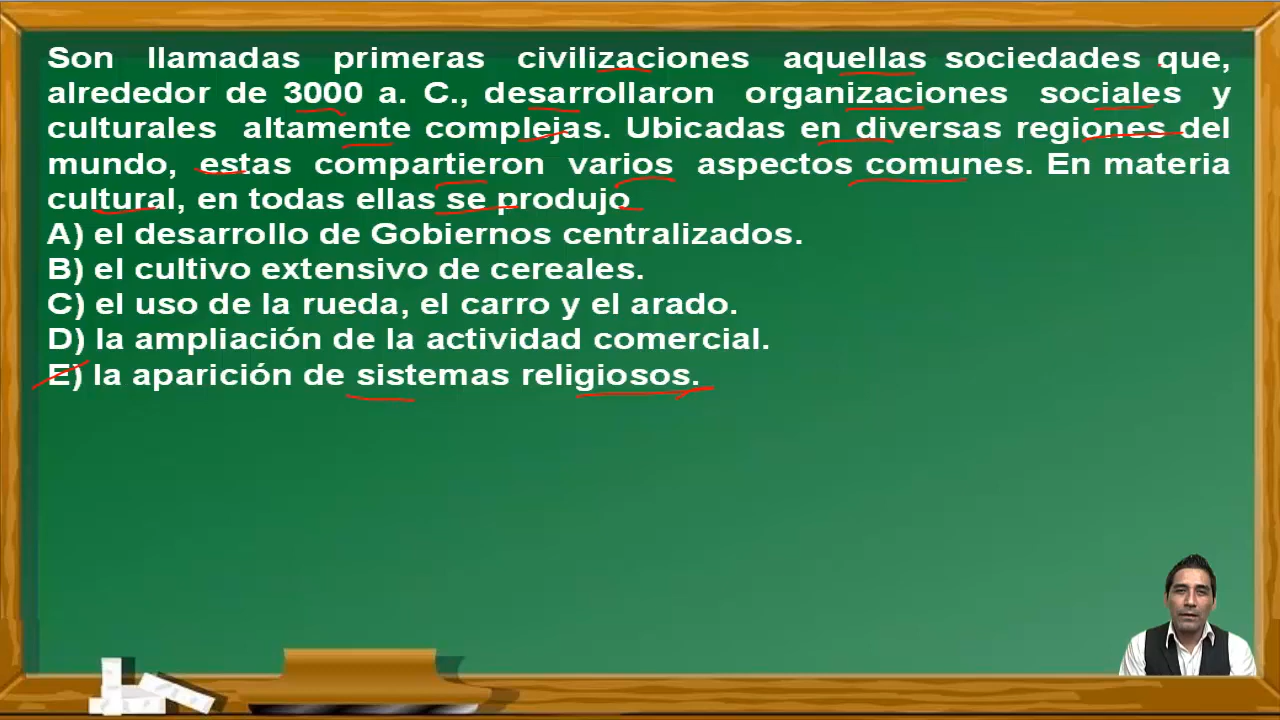 Son llamadas primeras civilizaciones aquellas sociedades que,
alrededor de 3000 a. C., desarrollaron organizaciones sociales y
culturales altamente complejas. Ubicadas en diversas regiones del
mundo, estas compartieron varios aspectos comunes. En materia
cultural, en todas ellas se produjo
A) el desarrollo de Gobiernos centralizados.
B) el cultivo extensivo de cereales.
C) el uso de la rueda, el carro y el arado.
D) la ampliación de la actividad comercial.
E) la aparición de sistemas religiosos.